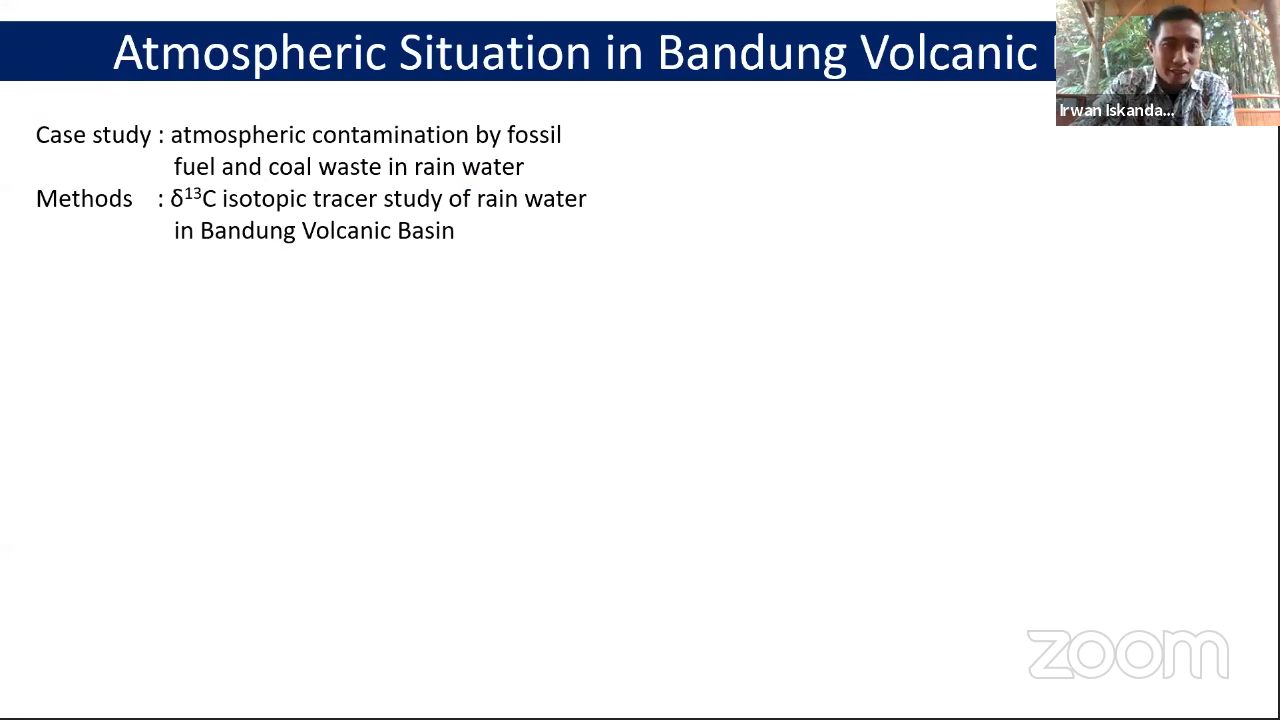 Atmospheric Situation in Bandung Volcanic
Irwan Iskanda...
Case study : atmospheric contamination by fossil
fuel and coal waste in rain water
Methods : δ¹³C isotopic tracer study of rain water
in Bandung Volcanic Basin
zoom